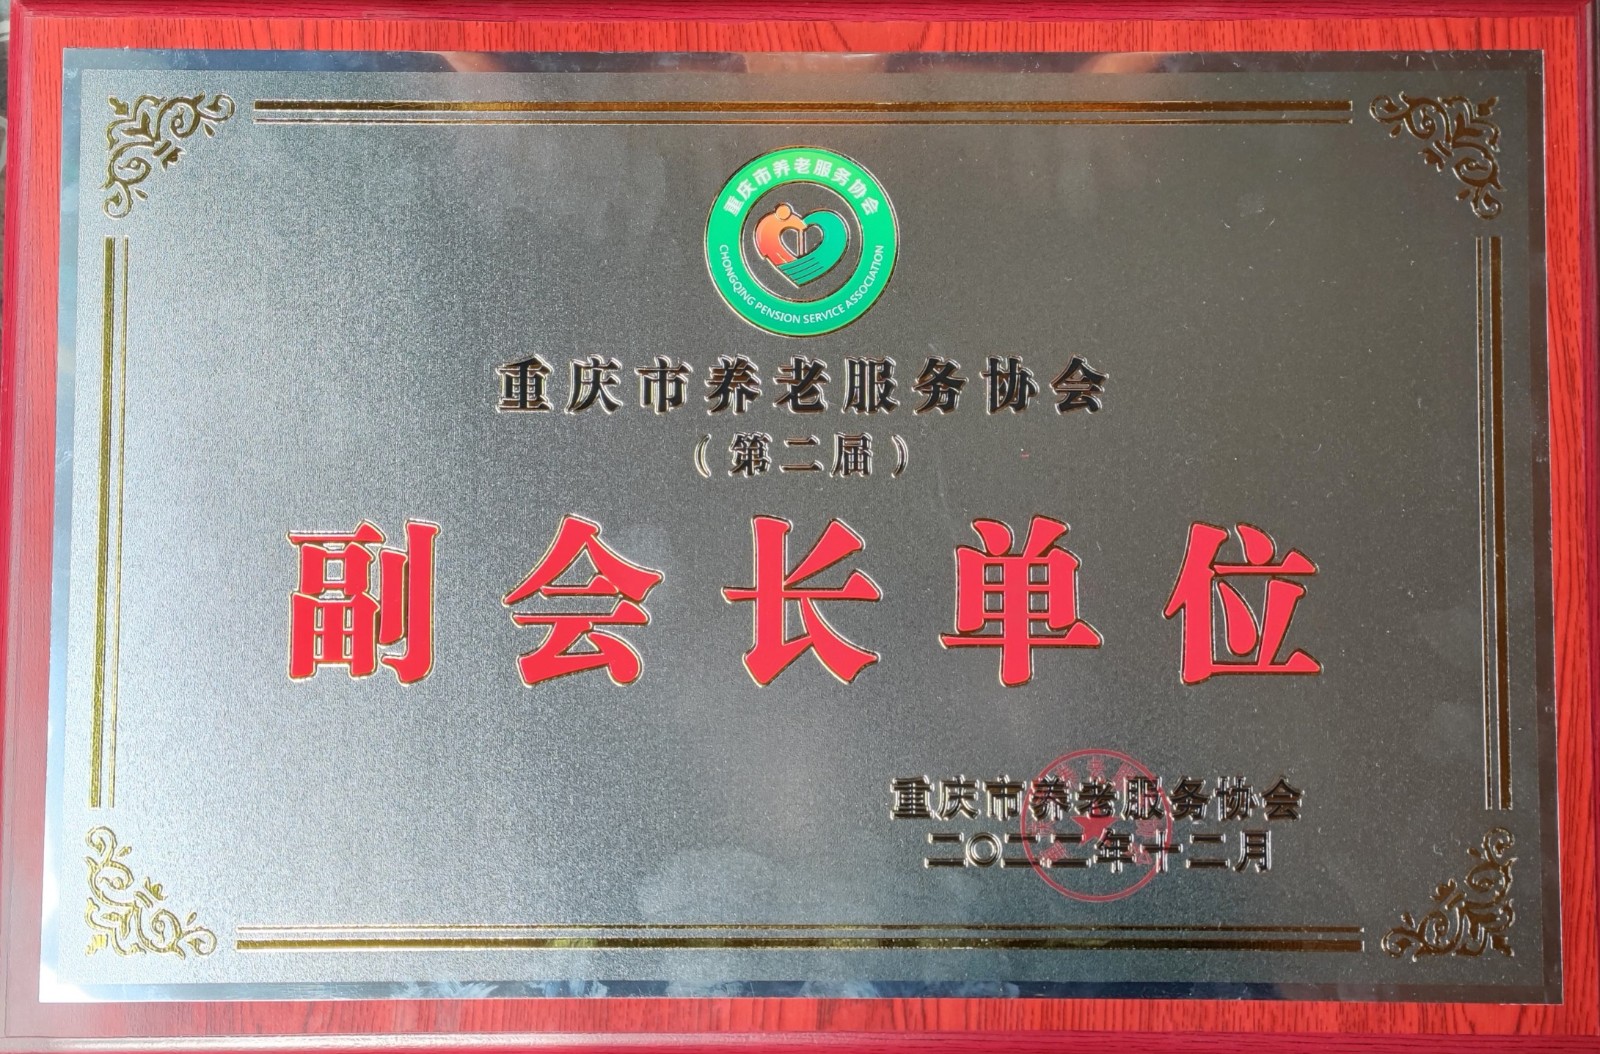 重庆市养老服务协会
CHONGQING PENSION SERVICE ASSOCIATION
重庆市养老服务协会
（第二届）
副会长单位
重庆市养老服务协会
二〇二二年十二月